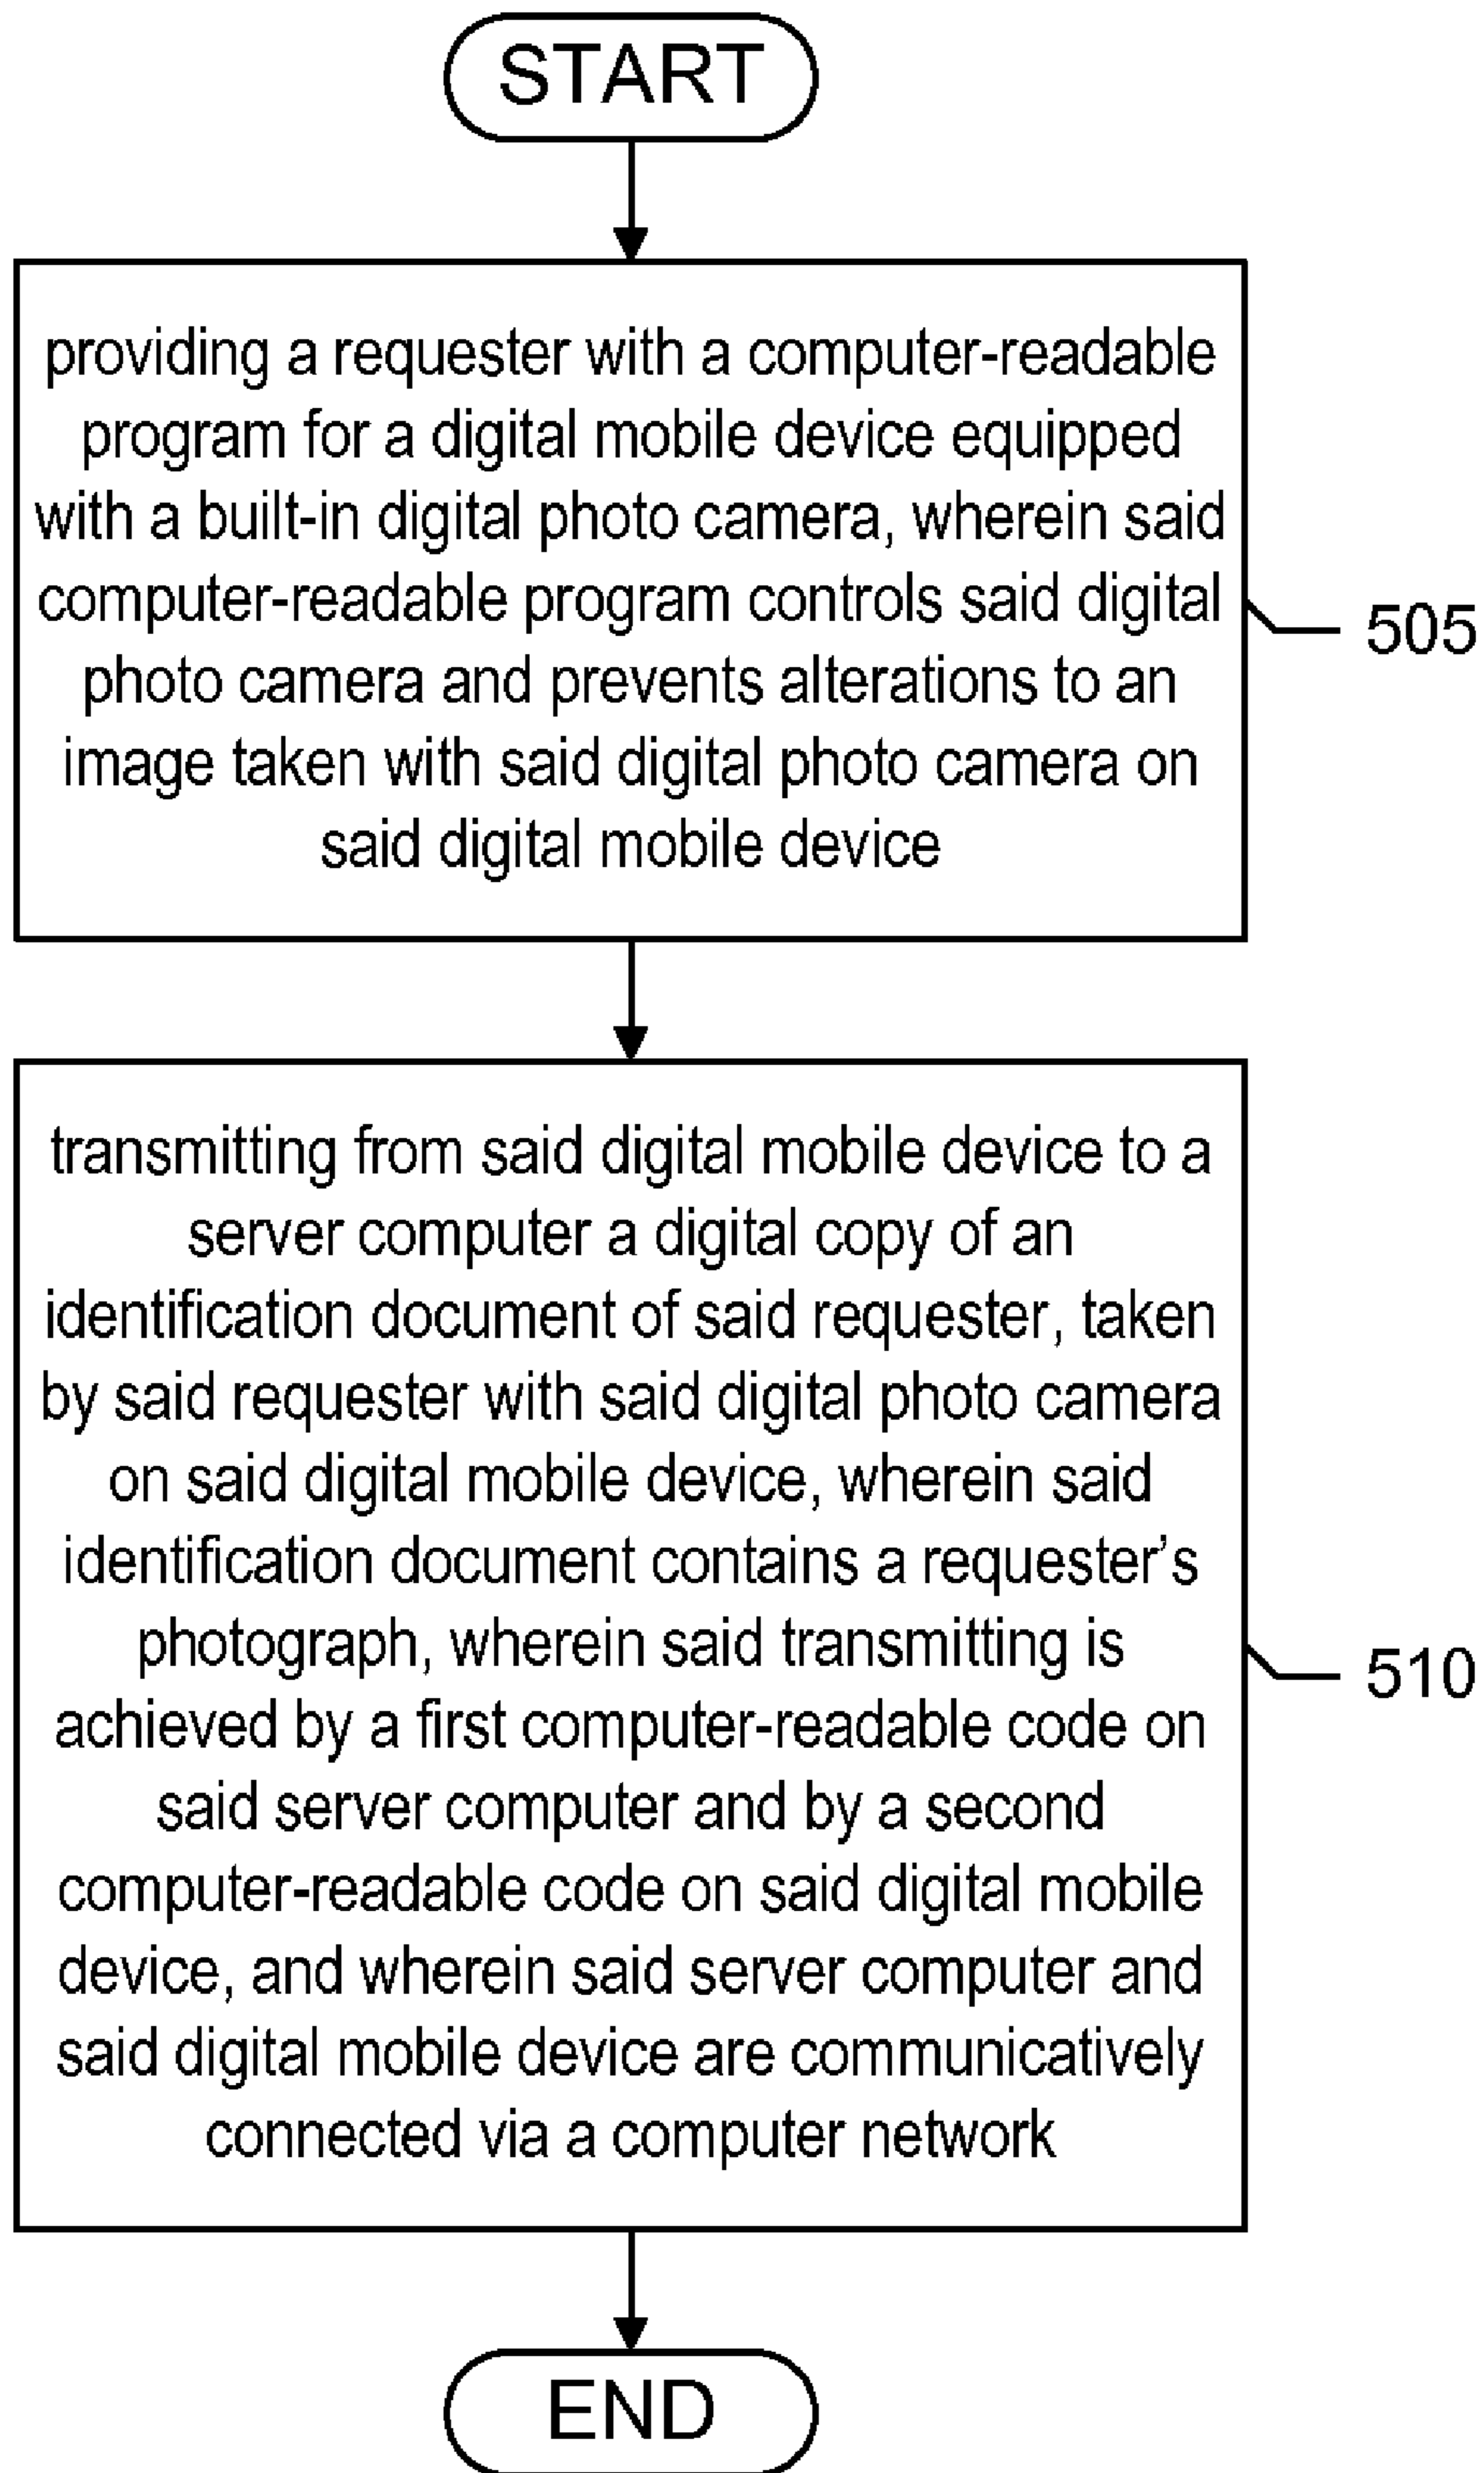 START
providing a requester with a computer-readable
program for a digital mobile device equipped
with a built-in digital photo camera, wherein said
computer-readable program controls said digital
photo camera and prevents alterations to an
image taken with said digital photo camera on
said digital mobile device
505
transmitting from said digital mobile device to a
server computer a digital copy of an
identification document of said requester, taken
by said requester with said digital photo camera
on said digital mobile device, wherein said
identification document contains a requester’s
photograph, wherein said transmitting is
achieved by a first computer-readable code on
said server computer and by a second
computer-readable code on said digital mobile
device, and wherein said server computer and
said digital mobile device are communicatively
connected via a computer network
510
END